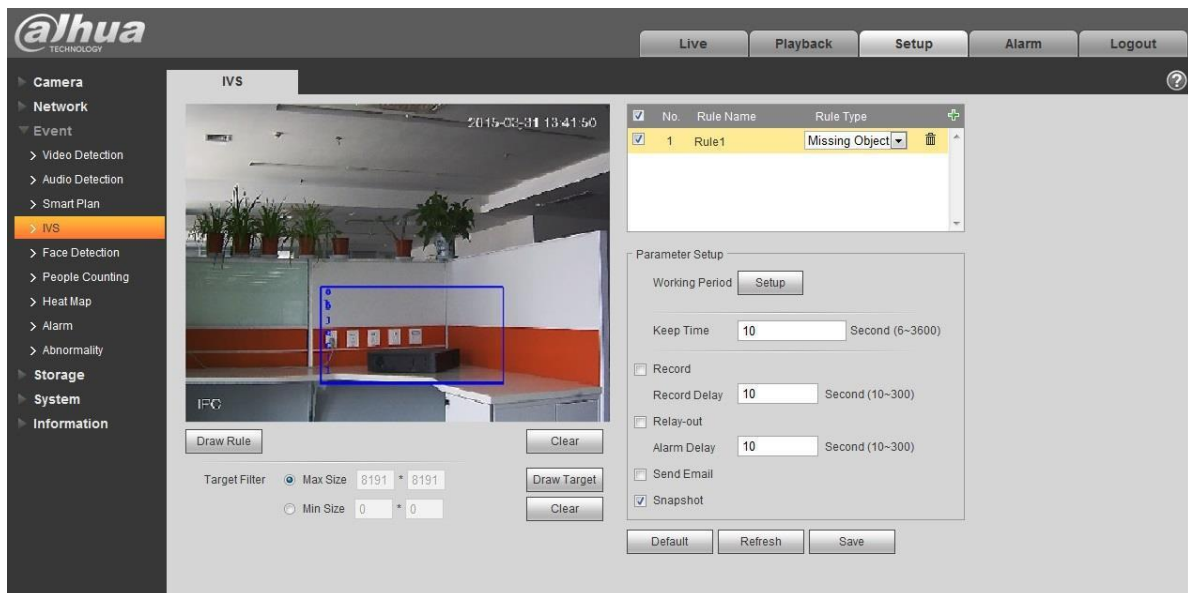 alhua
TECHNOLOGY
Live
Playback
Setup
Alarm
Logout
Camera
Network
Event
Video Detection
Audio Detection
Smart Plan
IVS
Face Detection
People Counting
Heat Map
Alarm
Abnormality
Storage
System
Information
IVS
2015-03-31 13:41:50
IPC
Draw Rule
Clear
Target Filter Max Size 8191 * 8191 Draw Target
Min Size 0 * 0 Clear
No. Rule Name Rule Type
1 Rule1 Missing Object
Parameter Setup
Working Period Setup
Keep Time 10 Second (6~3600)
Record
Record Delay 10 Second (10~300)
Relay-out
Alarm Delay 10 Second (10~300)
Send Email
Snapshot
Default Refresh Save